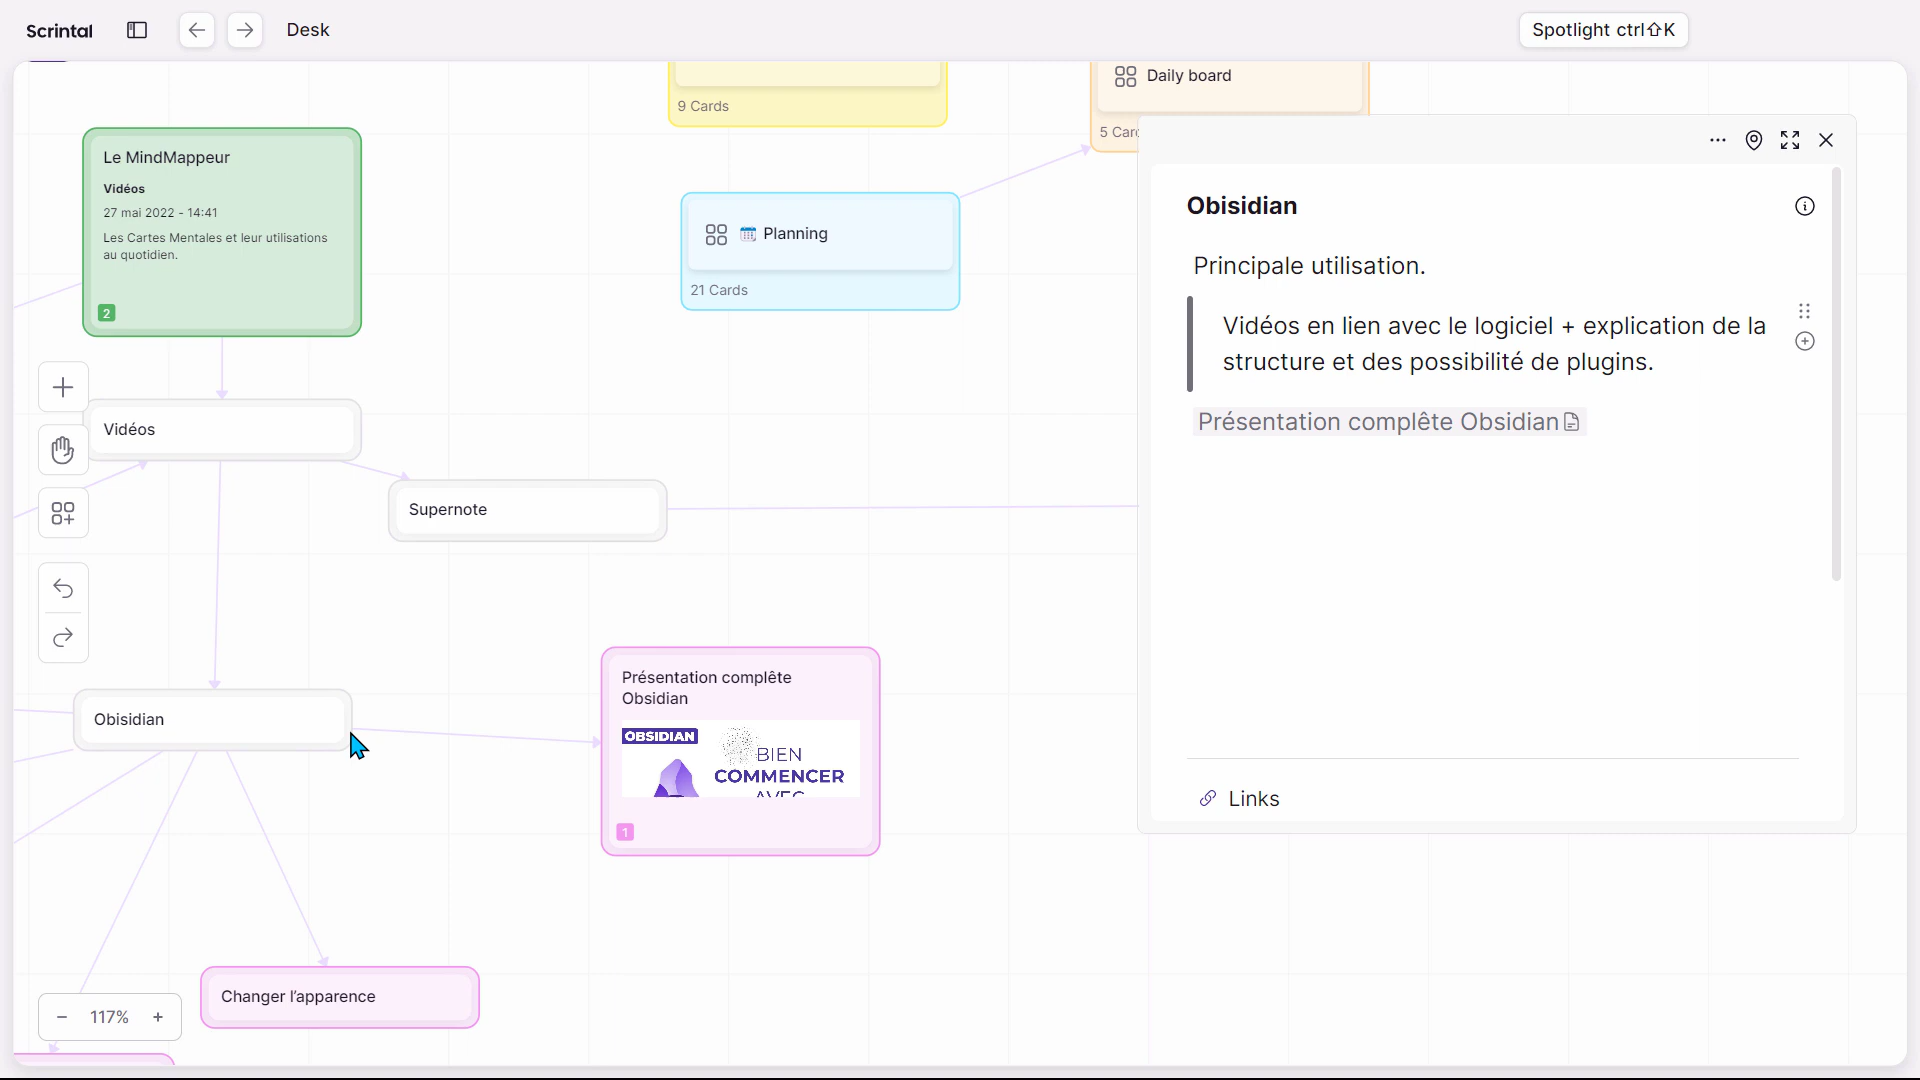 Scrintal
Desk
Spotlight ctrl⇧K
9 Cards
Daily board
5 Car
Le MindMappeur
Vidéos
27 mai 2022 - 14:41
Les Cartes Mentales et leur utilisations
au quotidien.
2
Planning
21 Cards
Vidéos
Supernote
Obisidian
Présentation complête
Obsidian
OBSIDIAN
BIEN
COMMENCER
AVEC
1
Changer l'apparence
117%
Obisidian
Principale utilisation.
Vidéos en lien avec le logiciel + explication de la
structure et des possibilité de plugins.
Présentation complête Obsidian
Links